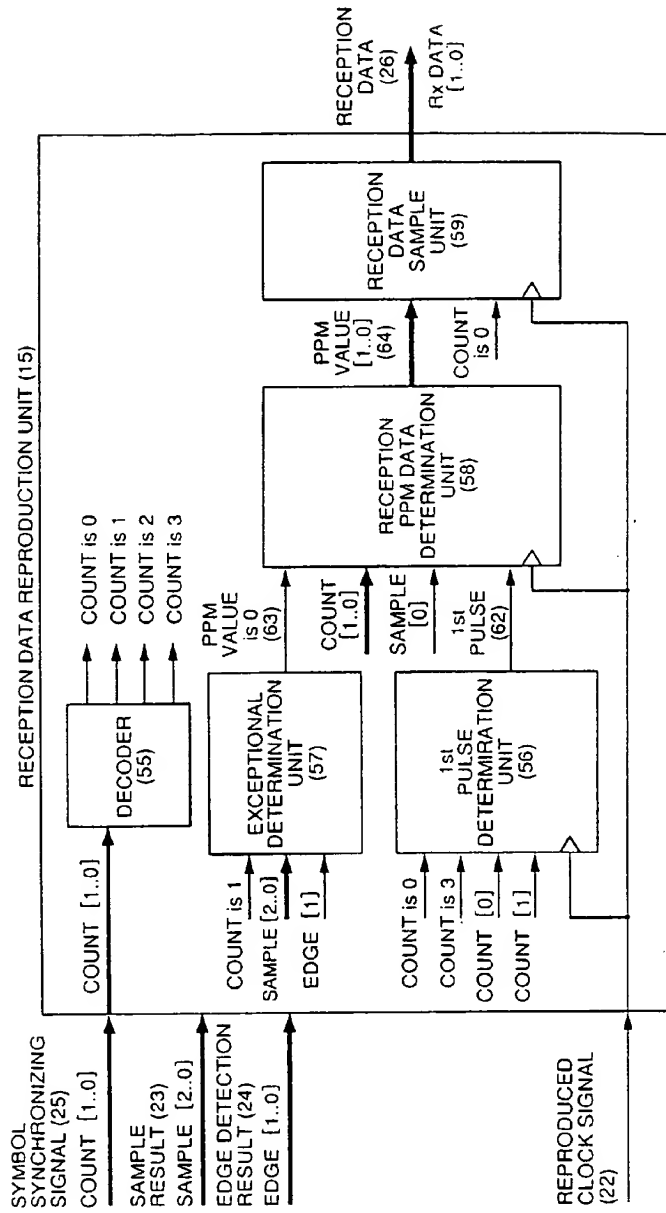 RECEPTION DATA REPRODUCTION UNIT (15)
SYMBOL
SYNCHRONIZING
SIGNAL (25)
COUNT [1..0]
SAMPLE
RESULT (23)
SAMPLE [2..0]
EDGE DETECTION
RESULT (24)
EDGE [1..0]
REPRODUCED
CLOCK SIGNAL
(22)
COUNT [1..0]
DECODER
(55)
COUNT is 0
COUNT is 1
COUNT is 2
COUNT is 3
COUNT is 1
SAMPLE [2..0]
EDGE [1]
EXCEPTIONAL
DETERMINATION
UNIT
(57)
PPM
VALUE
is 0
(63)
COUNT is 0
COUNT is 3
COUNT [0]
COUNT [1]
1st
PULSE
DETERMIRATION
UNIT
(56)
COUNT
[1..0]
SAMPLE
[0]
1st
PULSE
(62)
RECEPTION
PPM DATA
DETERMINATION
UNIT
(58)
PPM
VALUE
[1..0]
(64)
COUNT
is 0
RECEPTION
DATA
SAMPLE
UNIT
(59)
RECEPTION
DATA
(26)
Rx DATA
[1..0]